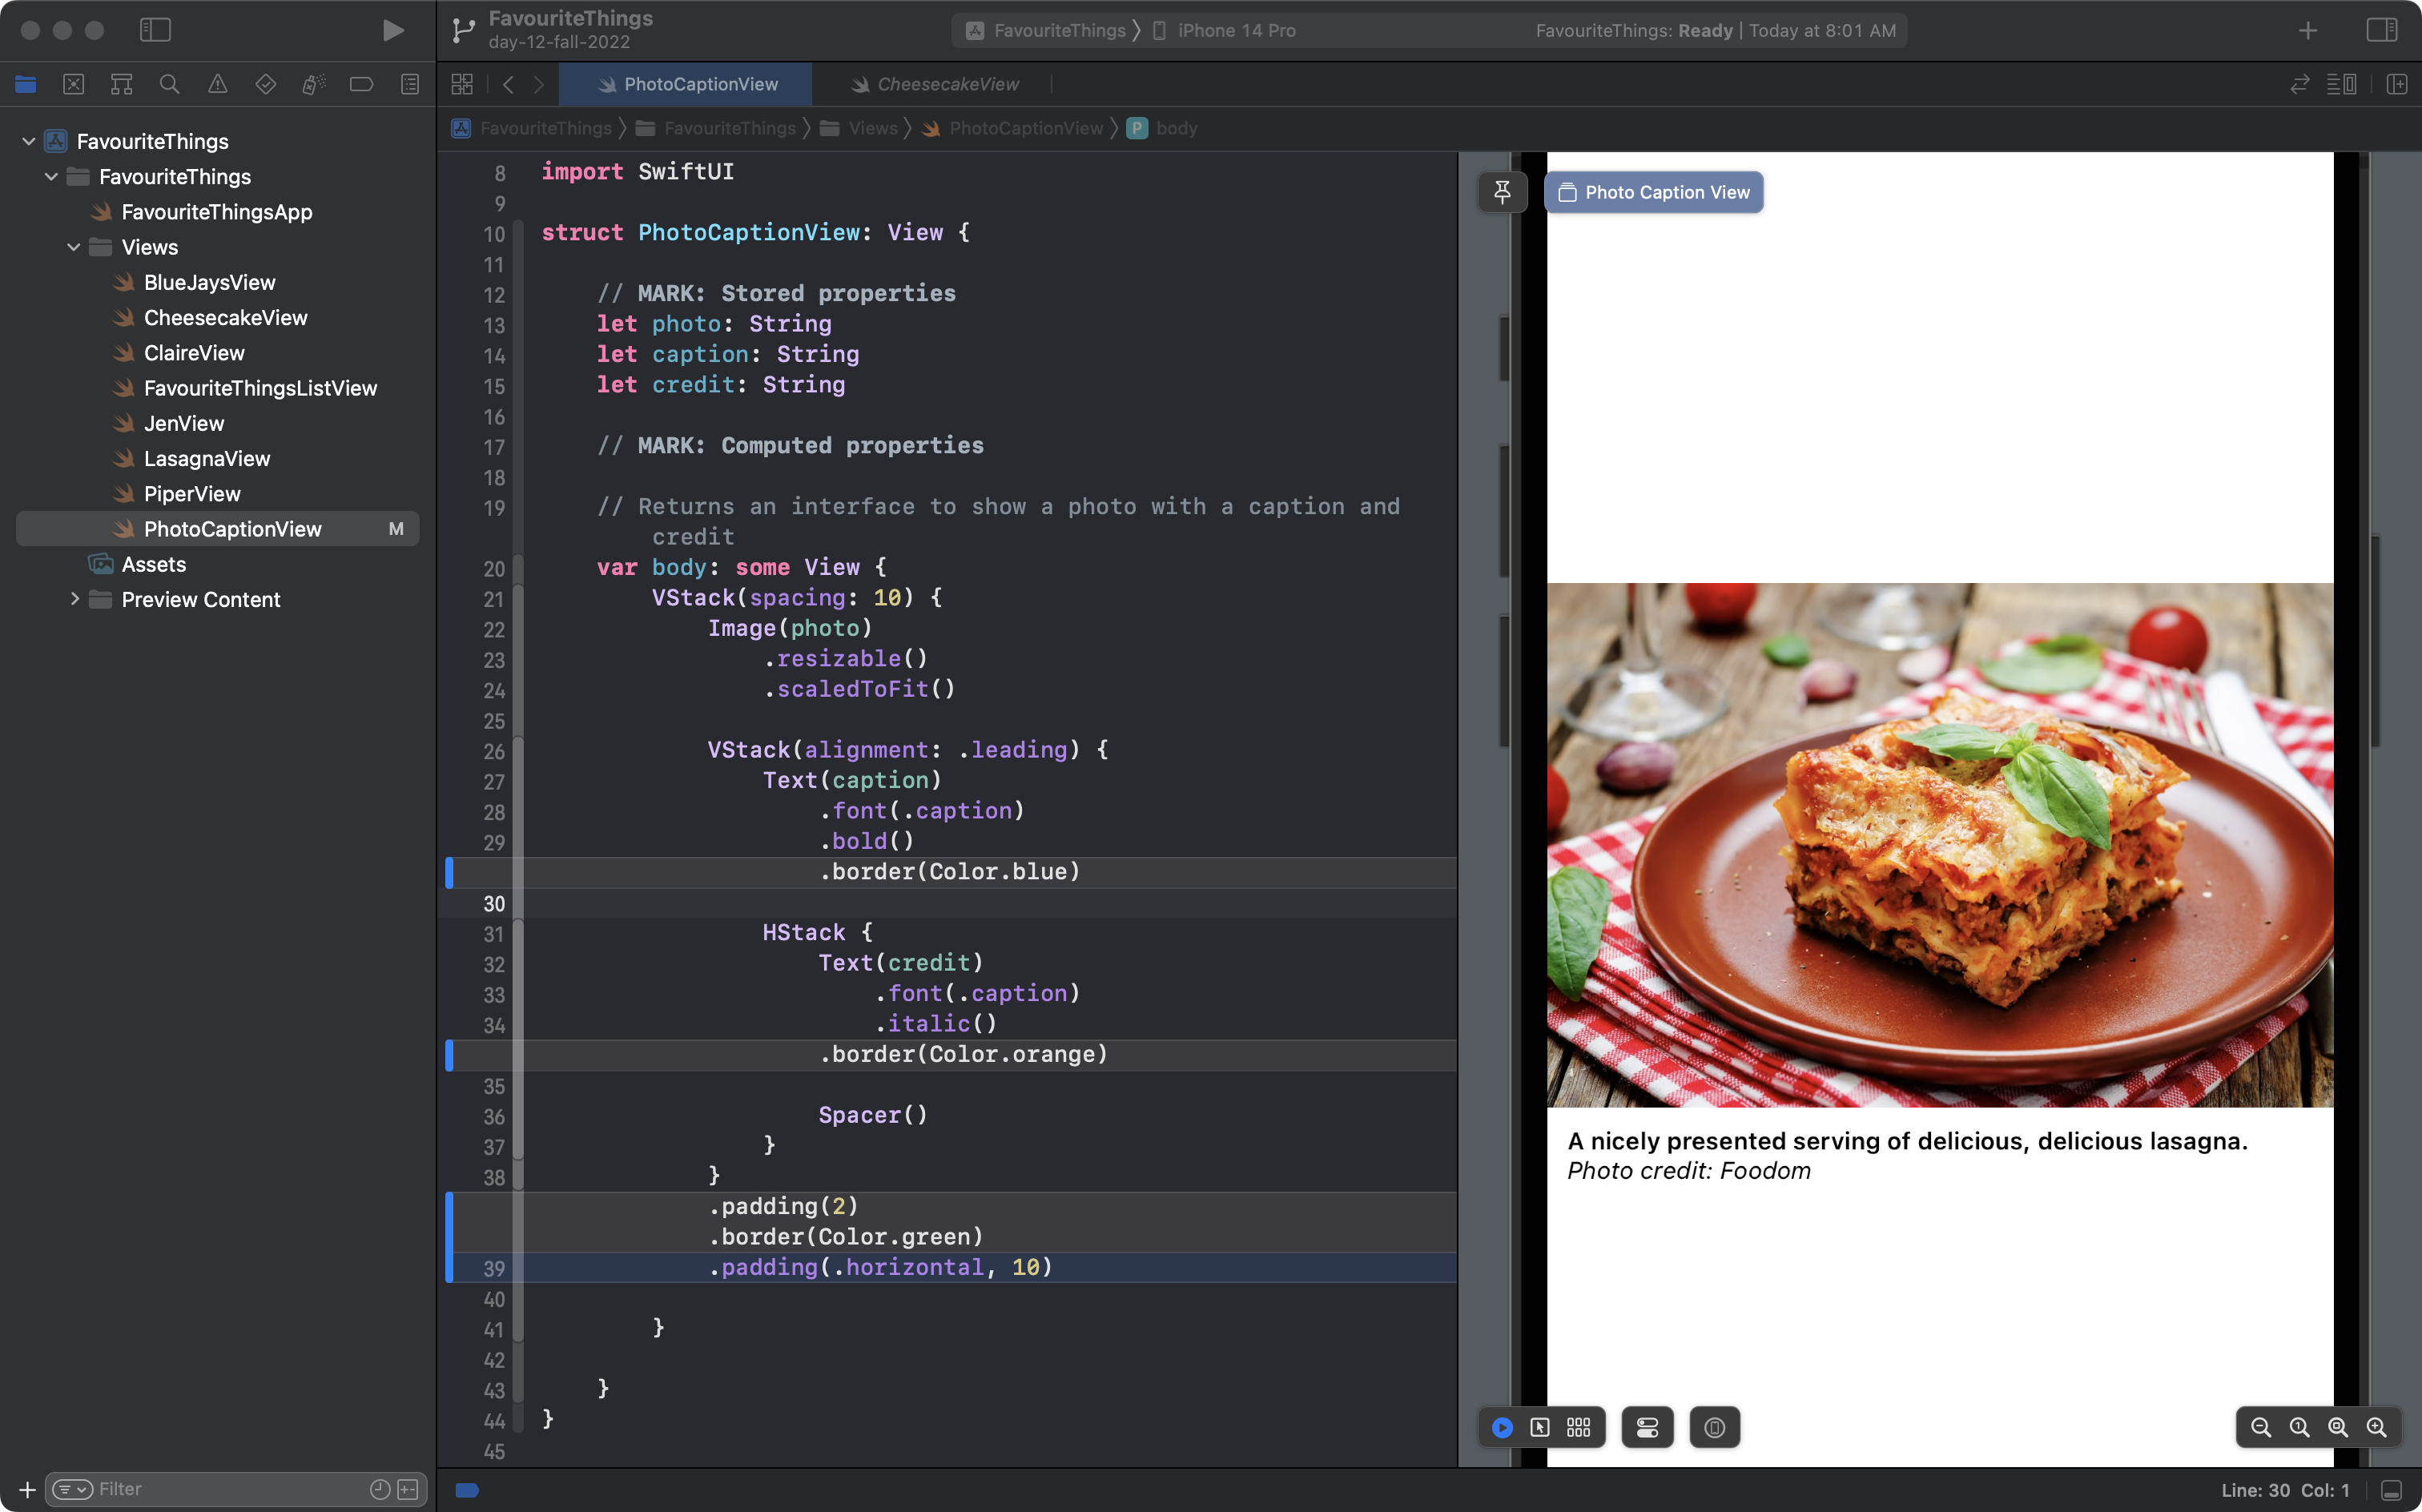 FavouriteThings
day-12-fall-2022
FavouriteThings
iPhone 14 Pro
FavouriteThings: Ready | Today at 8:01 AM
PhotoCaptionView
CheesecakeView
FavouriteThings
FavouriteThings
Views
PhotoCaptionView
P body
FavouriteThings
FavouriteThings
FavouriteThingsApp
Views
BlueJaysView
CheesecakeView
ClaireView
FavouriteThingsListView
JenView
LasagnaView
PiperView
PhotoCaptionView M
Assets
Preview Content
Filter
8 import SwiftUI
9
10 struct PhotoCaptionView: View {
11
12 // MARK: Stored properties
13 let photo: String
14 let caption: String
15 let credit: String
16
17 // MARK: Computed properties
18
19 // Returns an interface to show a photo with a caption and
credit
20 var body: some View {
21 VStack(spacing: 10) {
22 Image(photo)
23 .resizable()
24 .scaledToFit()
25
26 VStack(alignment: .leading) {
27 Text(caption)
28 .font(.caption)
29 .bold()
.border(Color.blue)
30
31 HStack {
32 Text(credit)
33 .font(.caption)
34 .italic()
.border(Color.orange)
35
36 Spacer()
37 }
38 }
.padding(2)
.border(Color.green)
39 .padding(.horizontal, 10)
40
41 }
42
43 }
44 }
45
Photo Caption View
A nicely presented serving of delicious, delicious lasagna.
Photo credit: Foodom
Line: 30 Col: 1